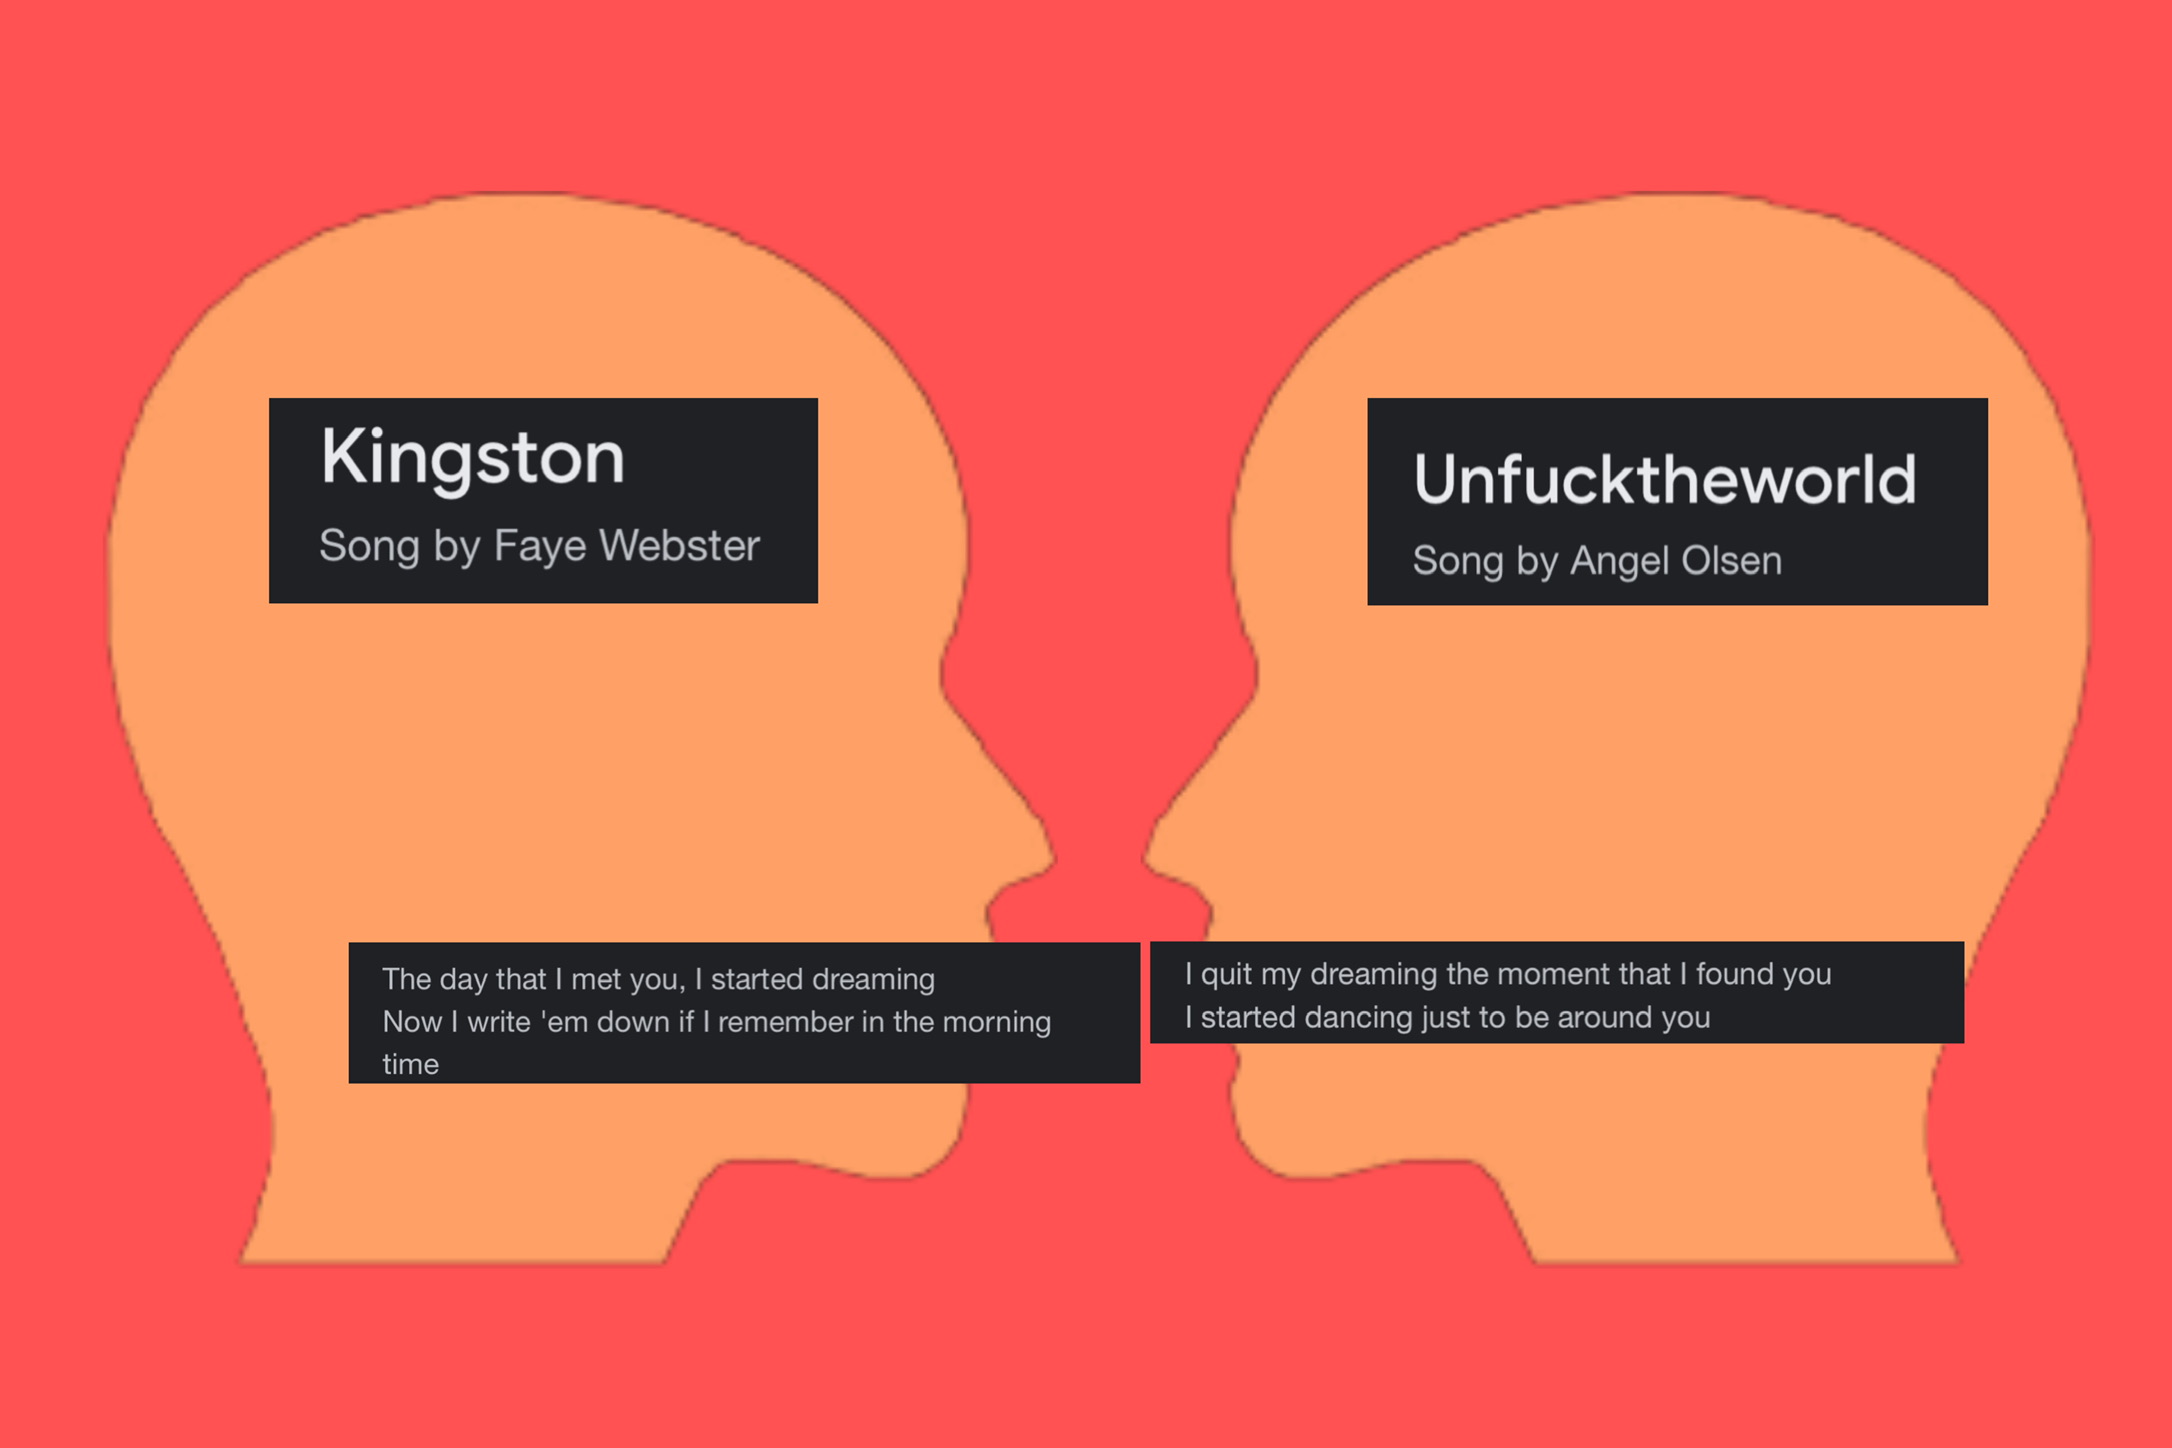 Kingston
Song by Faye Webster
The day that I met you, I started dreaming
Now I write 'em down if I remember in the morning
time
Unfucktheworld
Song by Angel Olsen
I quit my dreaming the moment that I found you
I started dancing just to be around you